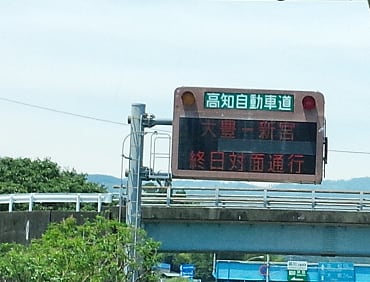 高知自動車道
大豊－新宮
終日対面通行